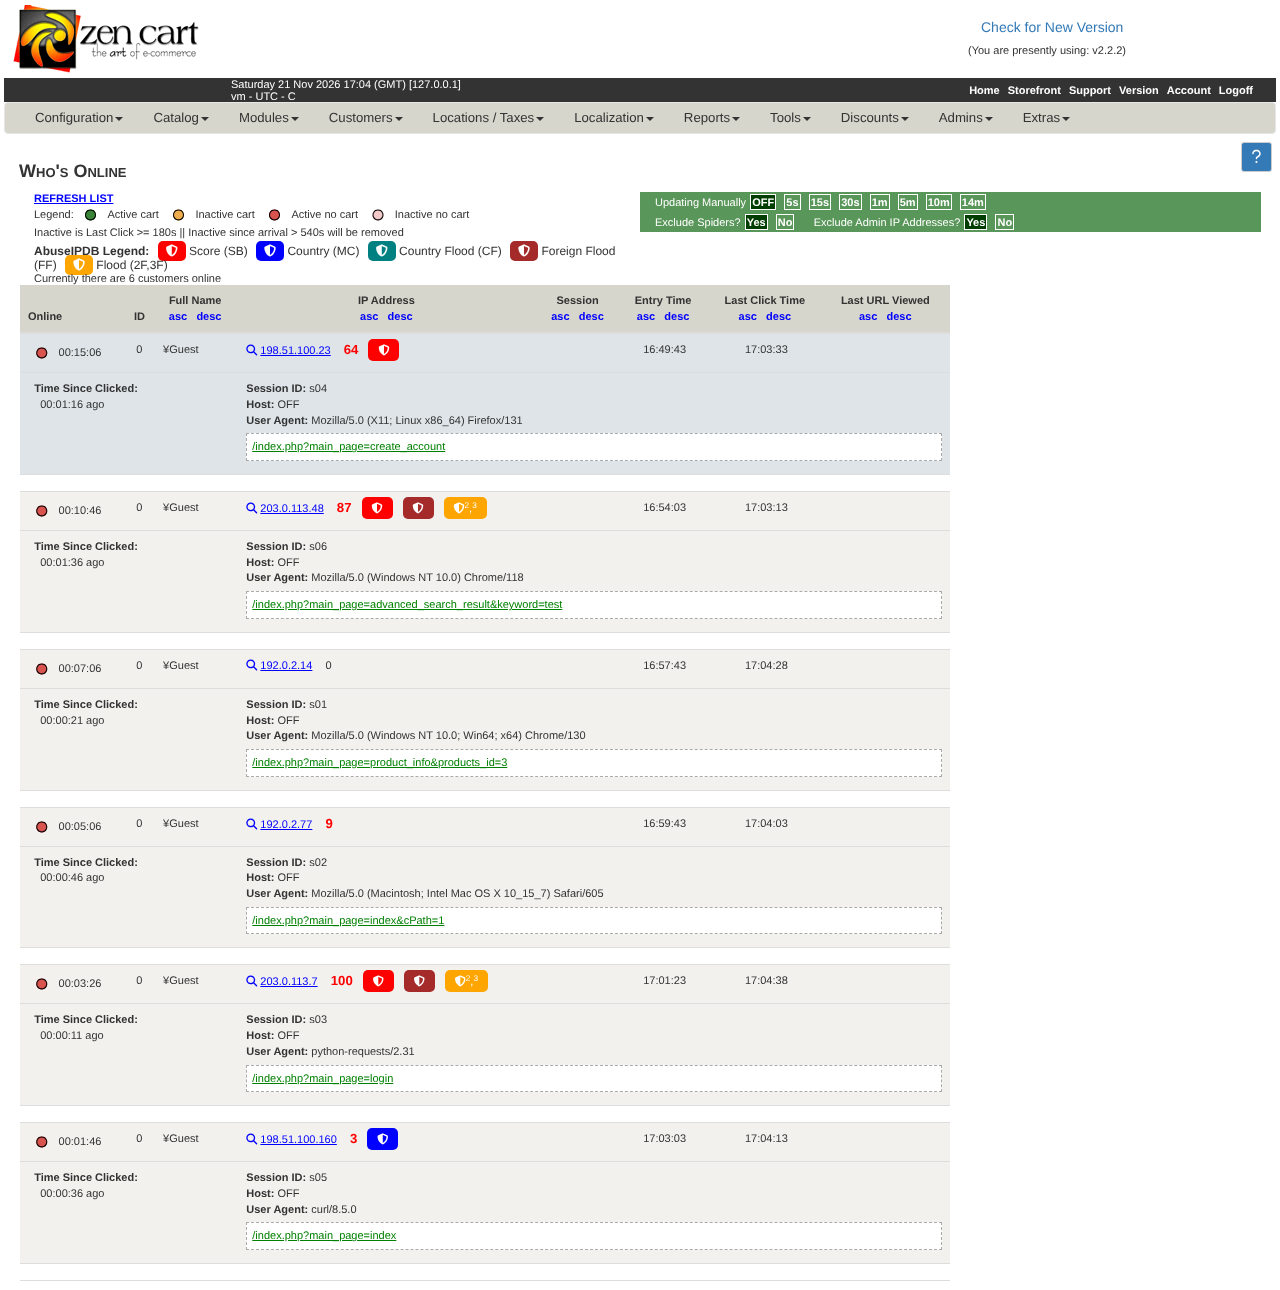 zen cart
the art of e-commerce
Check for New Version
(You are presently using: v2.2.2)
Saturday 21 Nov 2026 17:04 (GMT) [127.0.0.1]
vm - UTC - C
Home Storefront Support Version Account Logoff
Configuration Catalog Modules Customers Locations / Taxes Localization Reports Tools Discounts Admins Extras
?
Who's Online
REFRESH LIST
Legend: Active cart Inactive cart Active no cart Inactive no cart
Inactive is Last Click >= 180s || Inactive since arrival > 540s will be removed
AbuseIPDB Legend: Score (SB) Country (MC) Country Flood (CF) Foreign Flood
(FF) Flood (2F,3F)
Currently there are 6 customers online
Updating Manually OFF 5s 15s 30s 1m 5m 10m 14m
Exclude Spiders? Yes No Exclude Admin IP Addresses? Yes No
Full Name IP Address Session Entry Time Last Click Time Last URL Viewed
Online ID asc desc asc desc asc desc asc desc asc desc asc desc
00:15:06 0 ¥Guest 198.51.100.23 64 16:49:43 17:03:33
Time Since Clicked: Session ID: s04
00:01:16 ago Host: OFF
User Agent: Mozilla/5.0 (X11; Linux x86_64) Firefox/131
/index.php?main_page=create_account
00:10:46 0 ¥Guest 203.0.113.48 87 2,3 16:54:03 17:03:13
Time Since Clicked: Session ID: s06
00:01:36 ago Host: OFF
User Agent: Mozilla/5.0 (Windows NT 10.0) Chrome/118
/index.php?main_page=advanced_search_result&keyword=test
00:07:06 0 ¥Guest 192.0.2.14 0 16:57:43 17:04:28
Time Since Clicked: Session ID: s01
00:00:21 ago Host: OFF
User Agent: Mozilla/5.0 (Windows NT 10.0; Win64; x64) Chrome/130
/index.php?main_page=product_info&products_id=3
00:05:06 0 ¥Guest 192.0.2.77 9 16:59:43 17:04:03
Time Since Clicked: Session ID: s02
00:00:46 ago Host: OFF
User Agent: Mozilla/5.0 (Macintosh; Intel Mac OS X 10_15_7) Safari/605
/index.php?main_page=index&cPath=1
00:03:26 0 ¥Guest 203.0.113.7 100 2,3 17:01:23 17:04:38
Time Since Clicked: Session ID: s03
00:00:11 ago Host: OFF
User Agent: python-requests/2.31
/index.php?main_page=login
00:01:46 0 ¥Guest 198.51.100.160 3 17:03:03 17:04:13
Time Since Clicked: Session ID: s05
00:00:36 ago Host: OFF
User Agent: curl/8.5.0
/index.php?main_page=index